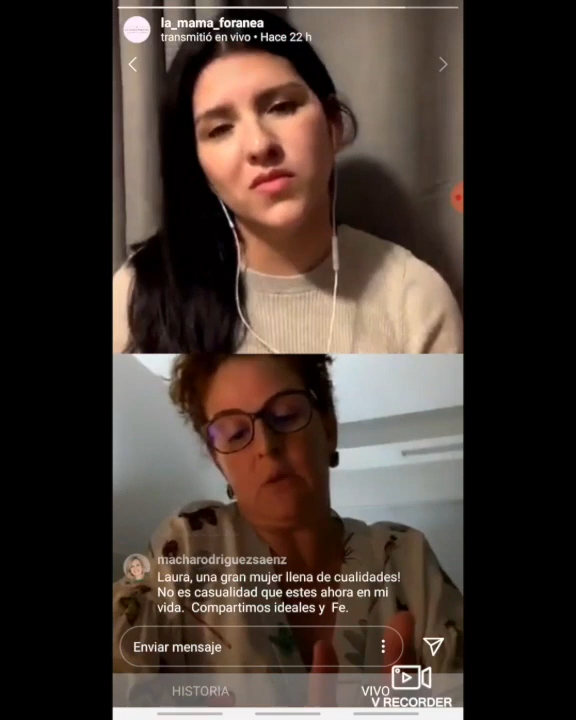 la_mama_foranea
transmitió en vivo • Hace 22 h
macharodriguezsaenz
Laura, una gran mujer llena de cualidades!
No es casualidad que estes ahora en mi
vida.  Compartimos ideales y  Fe.
Enviar mensaje
HISTORIA
VIVO
V RECORDER